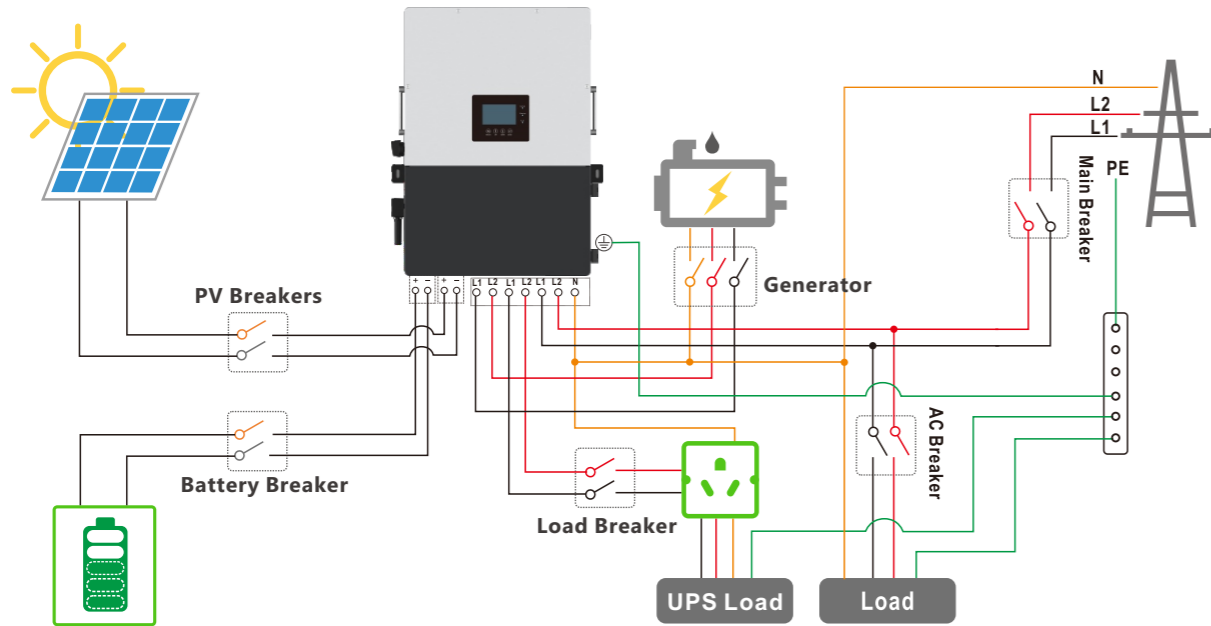 N
L2
L1
PE
Main Breaker
Generator
PV Breakers
+ − + −
L1 L2 L1 L2 L1 L2 N
AC Breaker
Battery Breaker
Load Breaker
UPS Load
Load